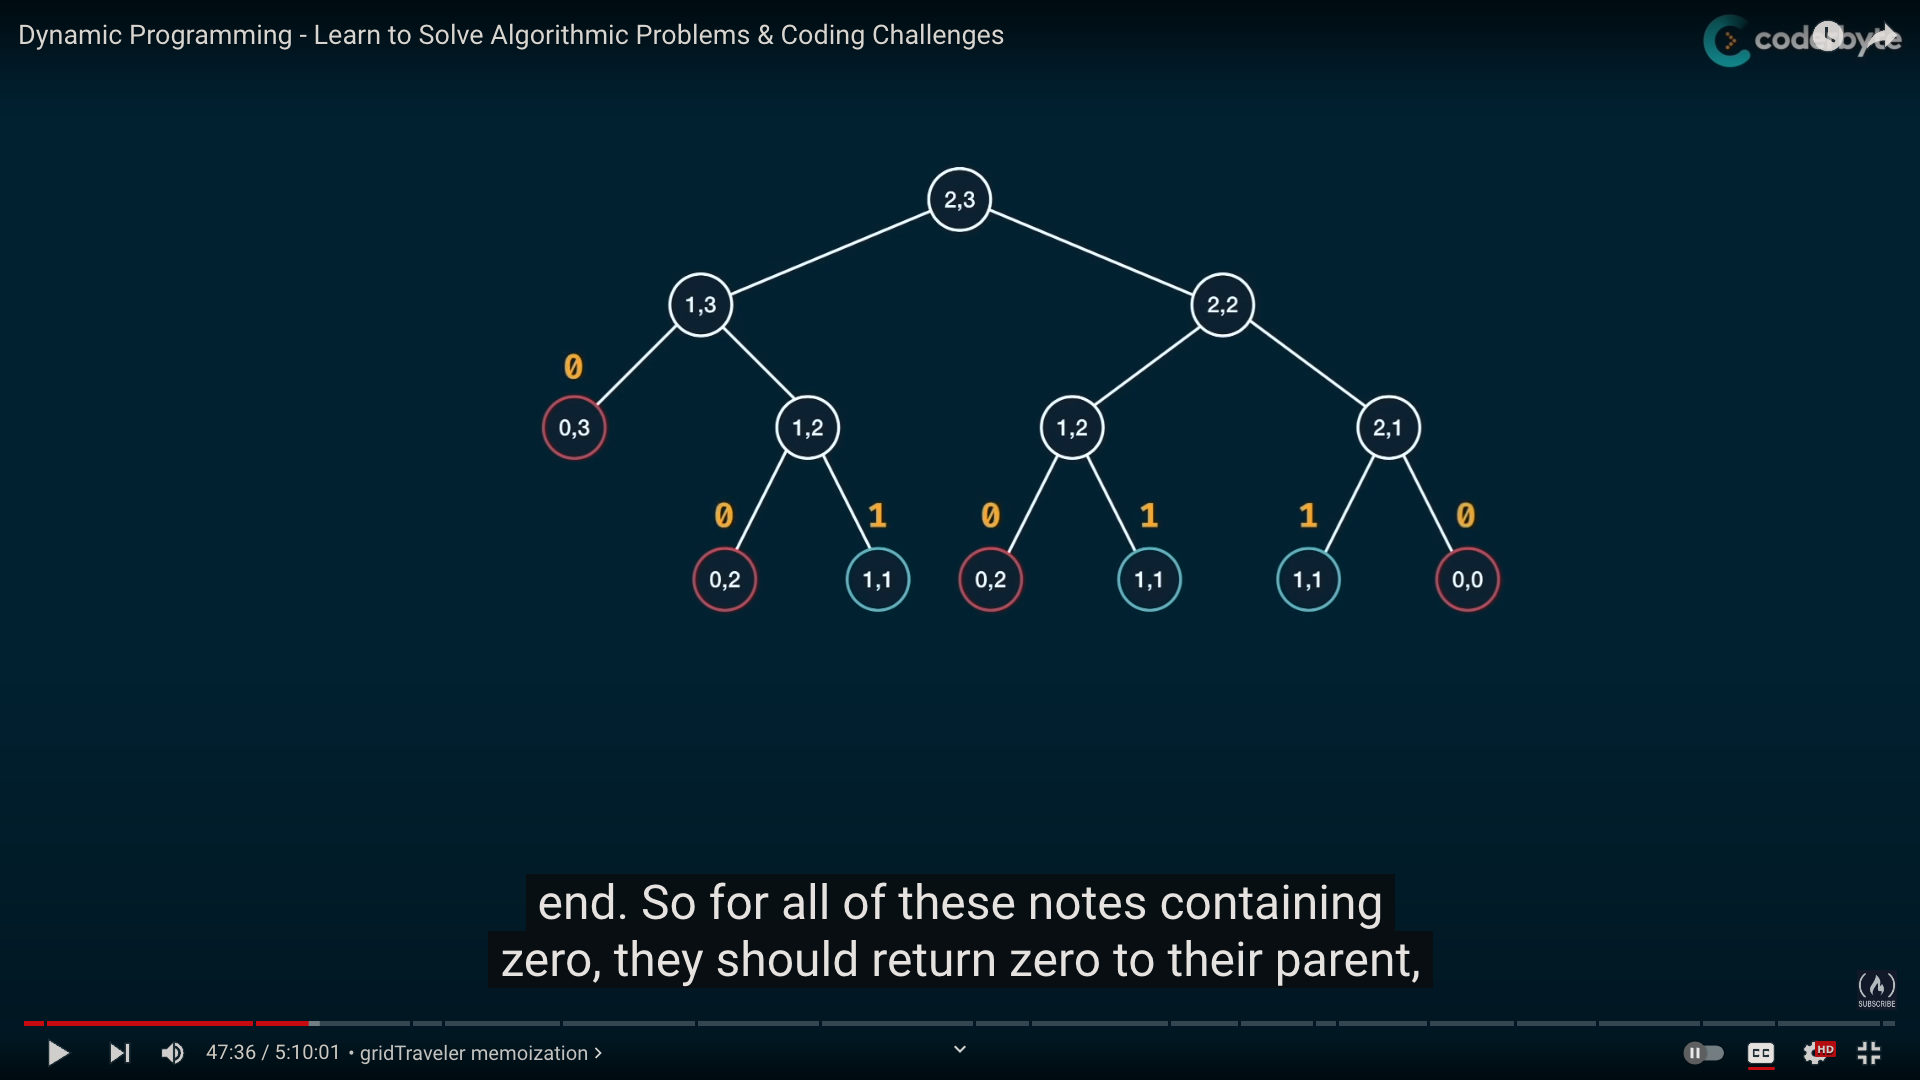 Dynamic Programming - Learn to Solve Algorithmic Problems & Coding Challenges
coderbyte
2,3
1,3
2,2
0
0,3
1,2
1,2
2,1
0
1
0
1
1
0
0,2
1,1
0,2
1,1
1,1
0,0
end. So for all of these notes containing
zero, they should return zero to their parent,
SUBSCRIBE
47:36 / 5:10:01 • gridTraveler memoization
CC
HD